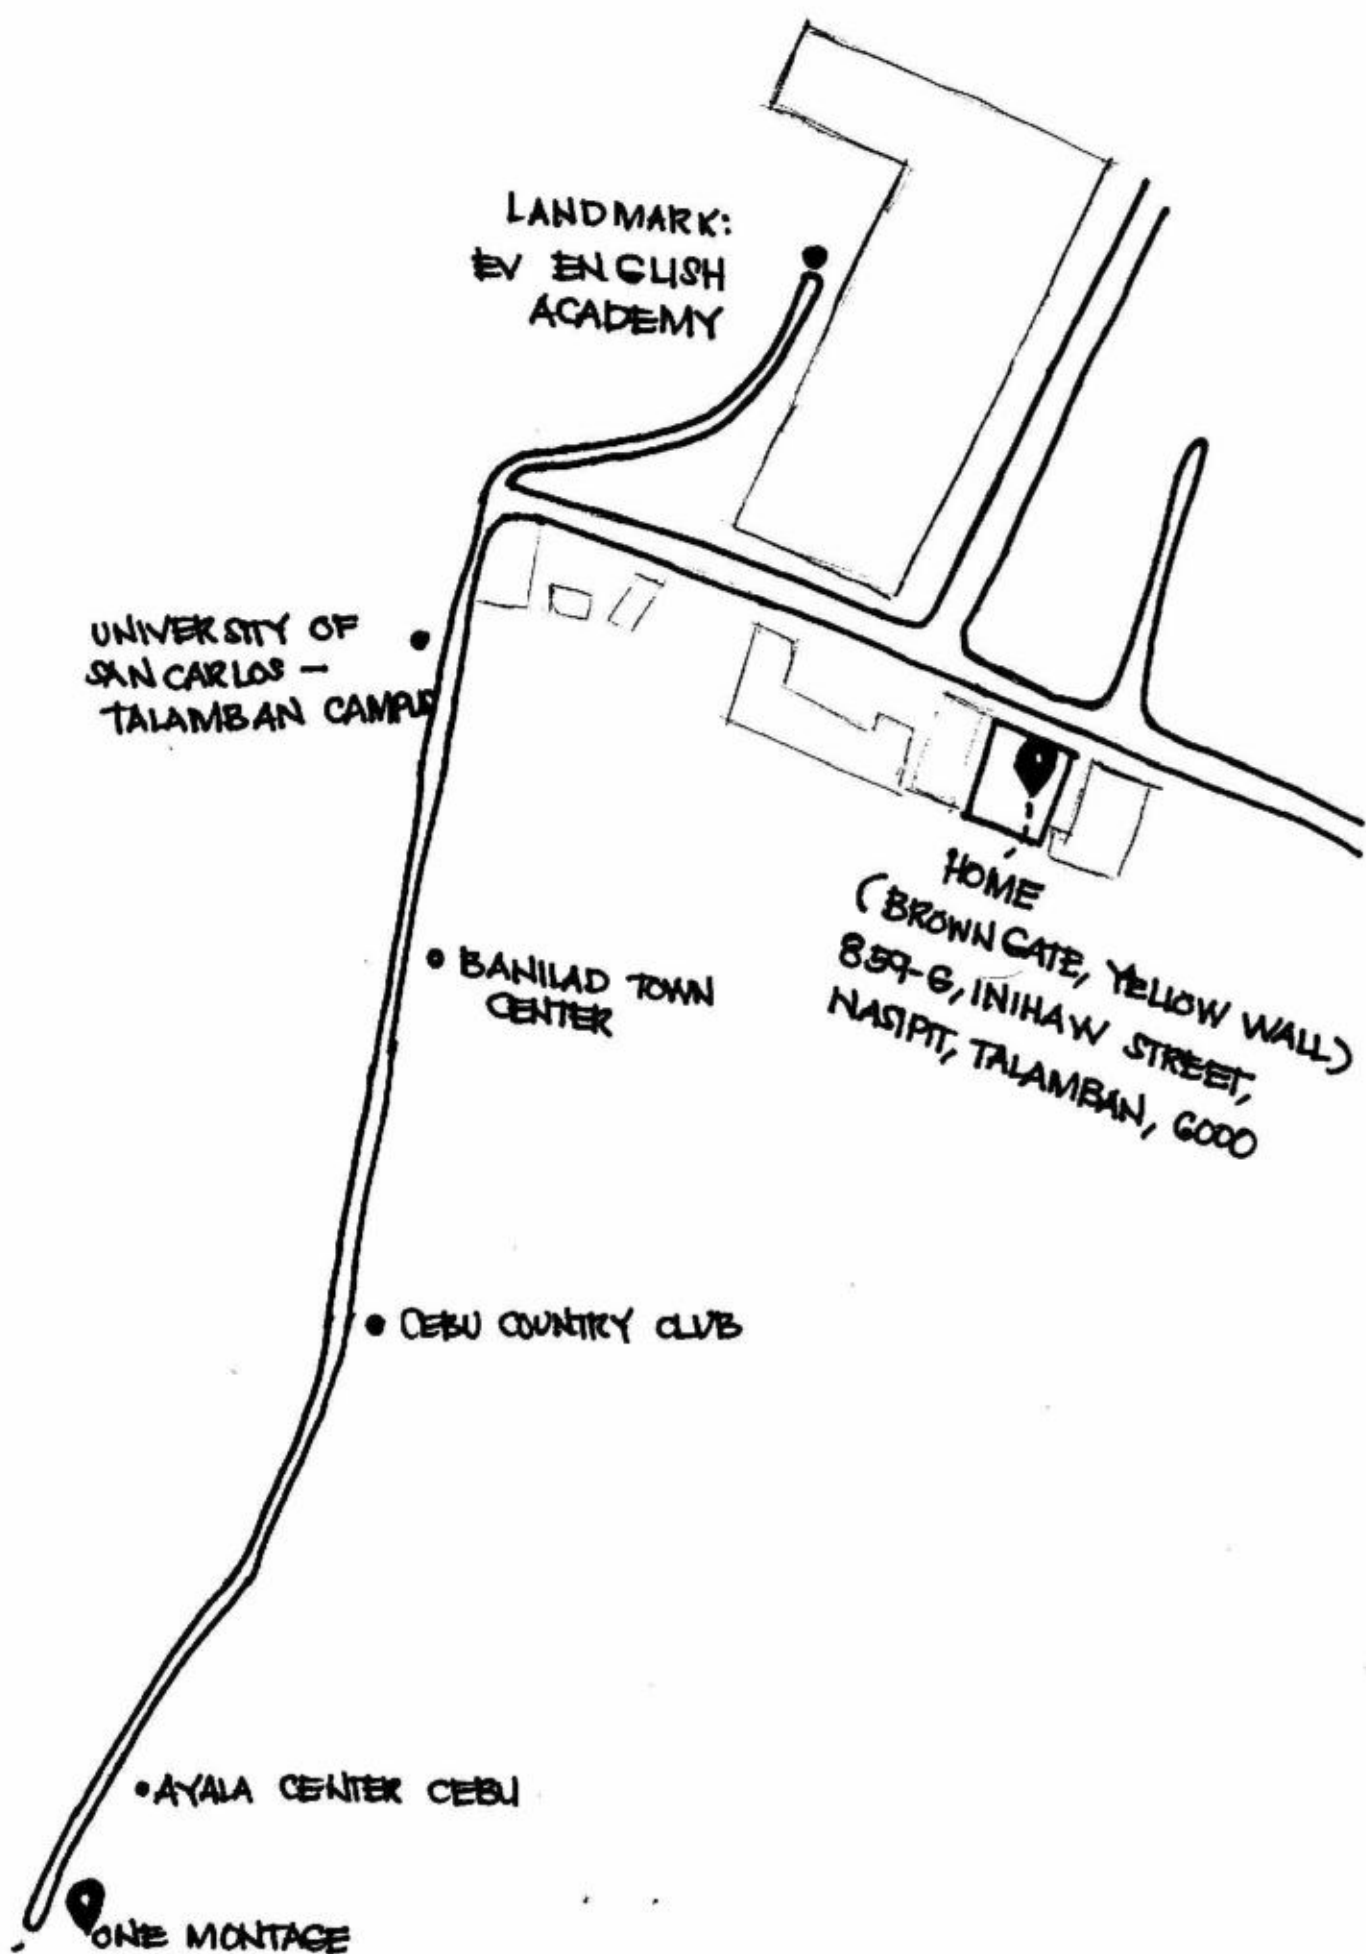 LANDMARK:
EV ENGLISH
ACADEMY
UNIVERSITY OF
SAN CARLOS -
TALAMBAN CAMPUS
HOME
(BROWN GATE, YELLOW WALL)
859-G, INIHAW STREET,
NASIPIT, TALAMBAN, 6000
BANILAD TOWN
CENTER
CEBU COUNTRY CLUB
AYALA CENTER CEBU
ONE MONTAGE